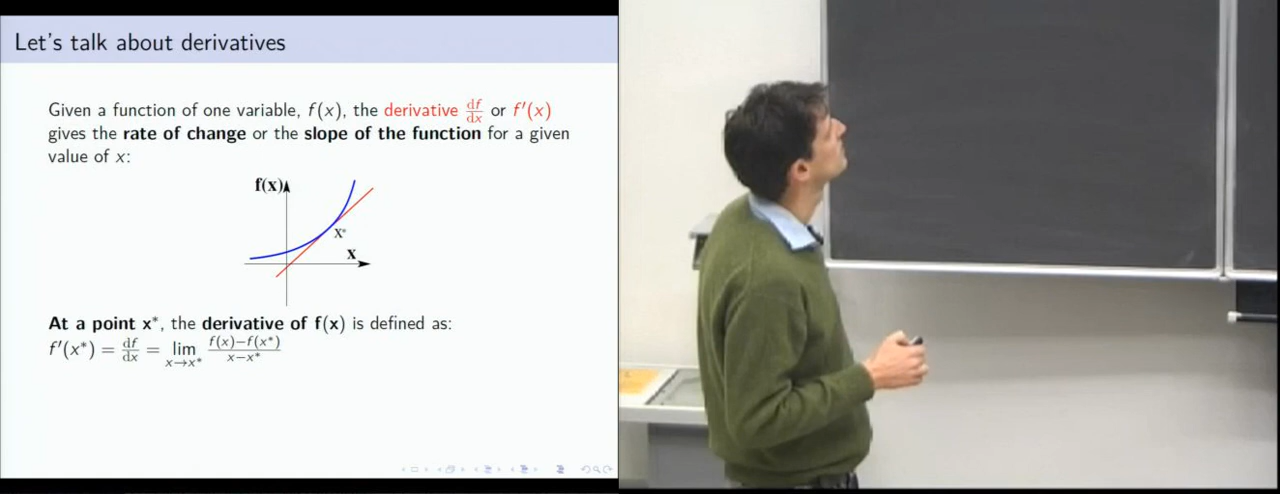 Let's talk about derivatives
Given a function of one variable, f(x), the derivative df/dx or f′(x)
gives the rate of change or the slope of the function for a given
value of x:
f(x)
x*
x
At a point x*, the derivative of f(x) is defined as:
f′(x*) = df/dx = lim x→x* f(x)−f(x*)/x−x*